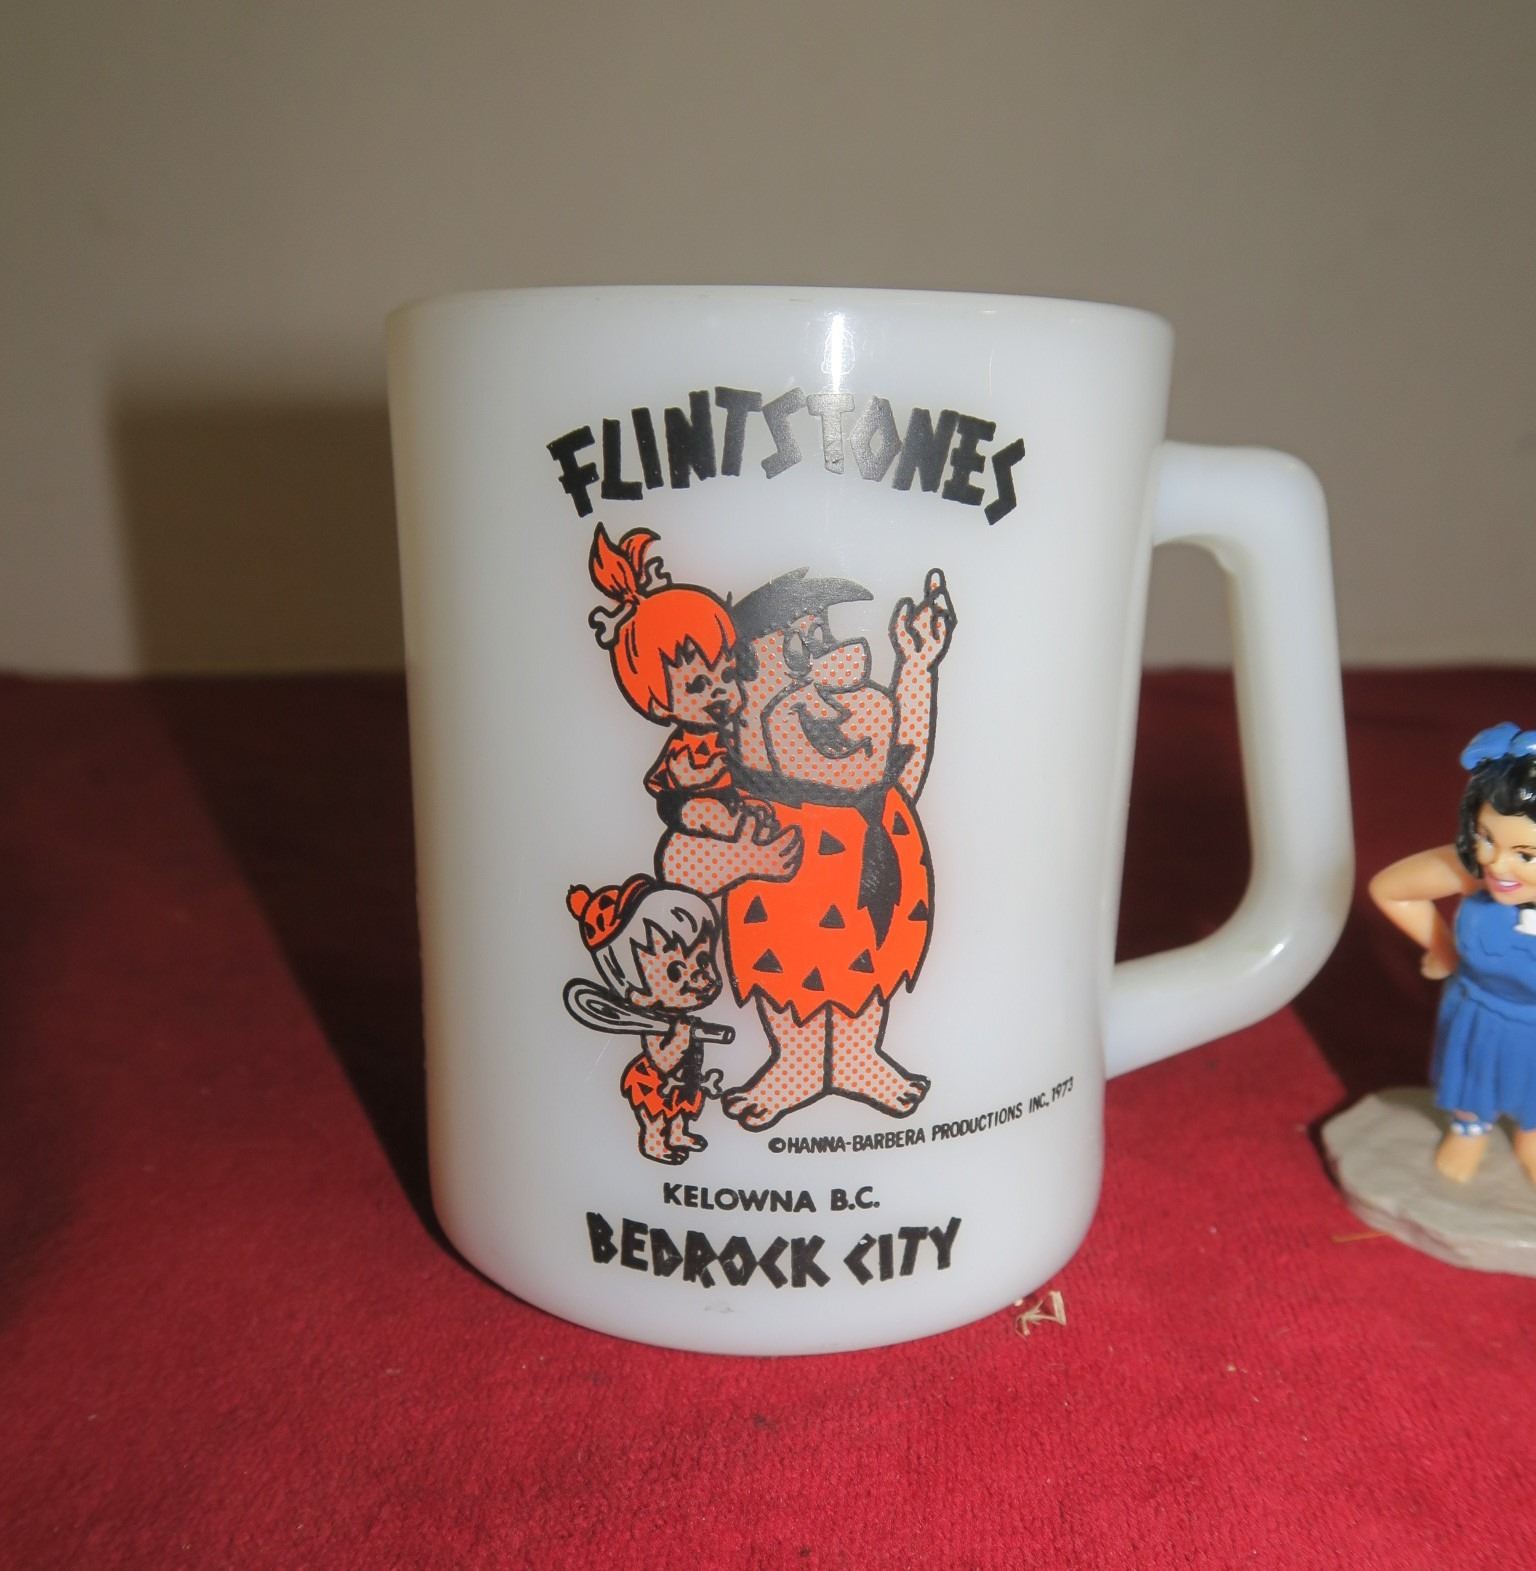 FLINTSTONES
©HANNA-BARBERA PRODUCTIONS INC. 1973
KELOWNA B.C.
BEDROCK CITY